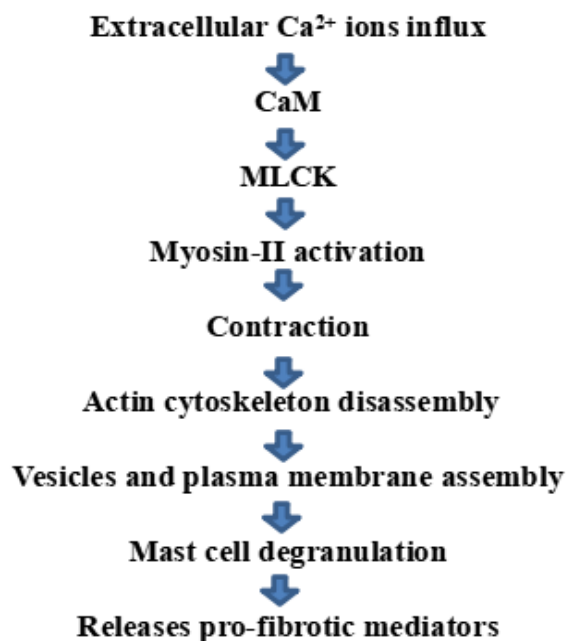 Extracellular Ca²⁺ ions influx
CaM
MLCK
Myosin-II activation
Contraction
Actin cytoskeleton disassembly
Vesicles and plasma membrane assembly
Mast cell degranulation
Releases pro-fibrotic mediators